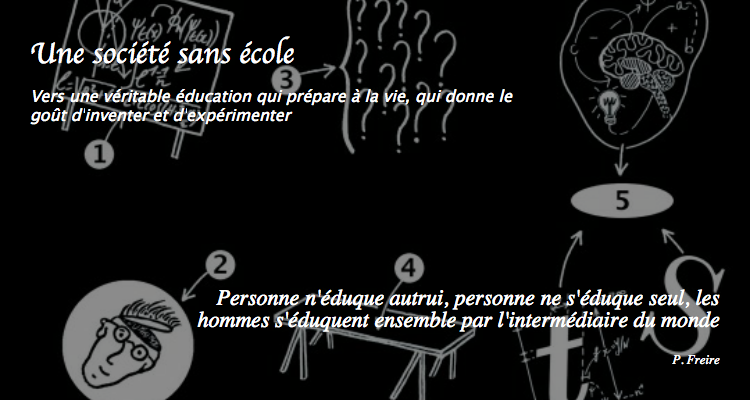 Une société sans école
3
Vers une véritable éducation qui prépare à la vie, qui donne le
goût d'inventer et d'expérimenter
1
5
2
4
Personne n'éduque autrui, personne ne s'éduque seul, les
hommes s'éduquent ensemble par l'intermédiaire du monde
P. Freire
t
s